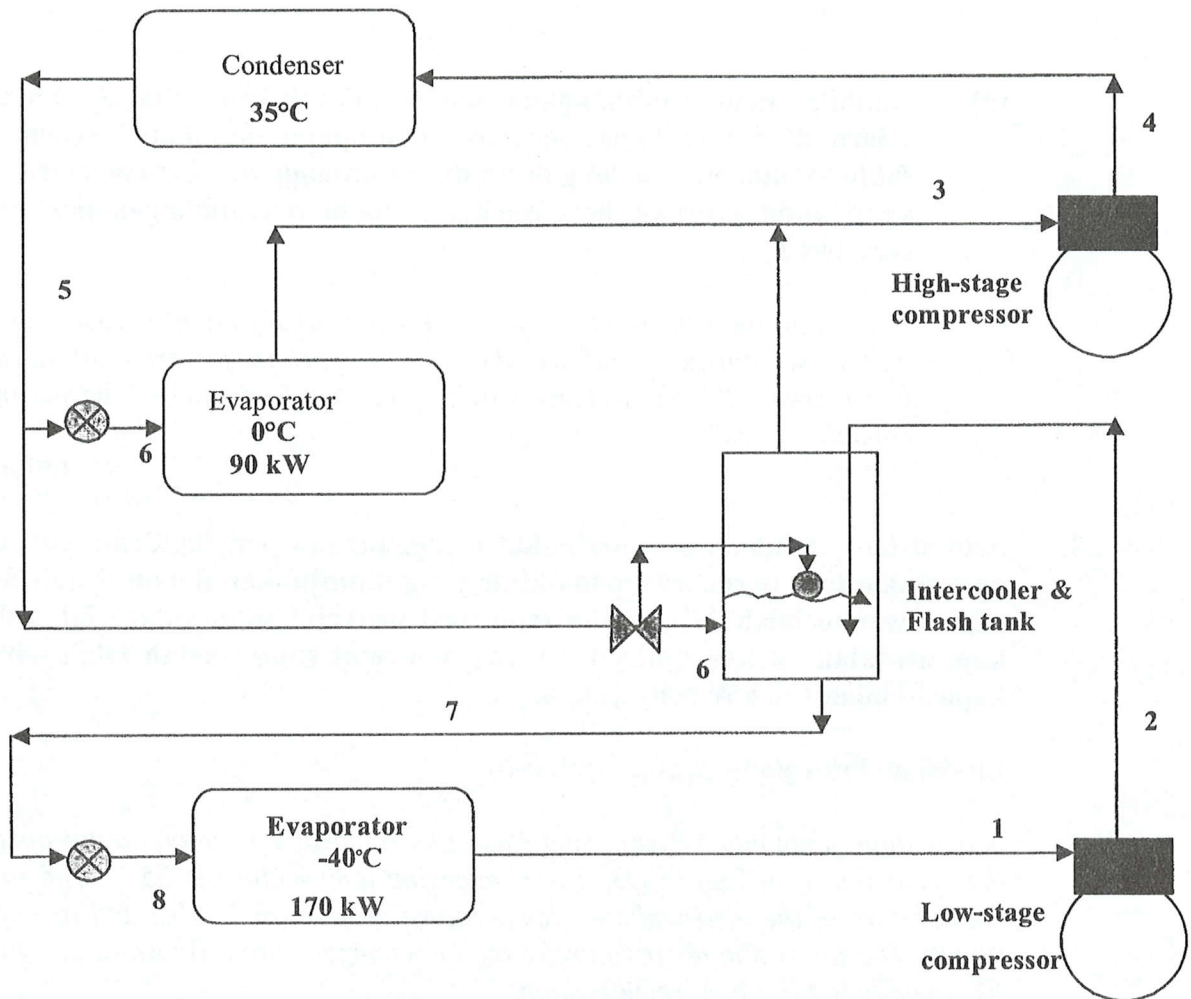 Condenser
35°C
4
3
5
High-stage
compressor
Evaporator
0°C
90 kW
6
Intercooler &
Flash tank
6
7
2
Evaporator
-40°C
170 kW
1
8
Low-stage
compressor